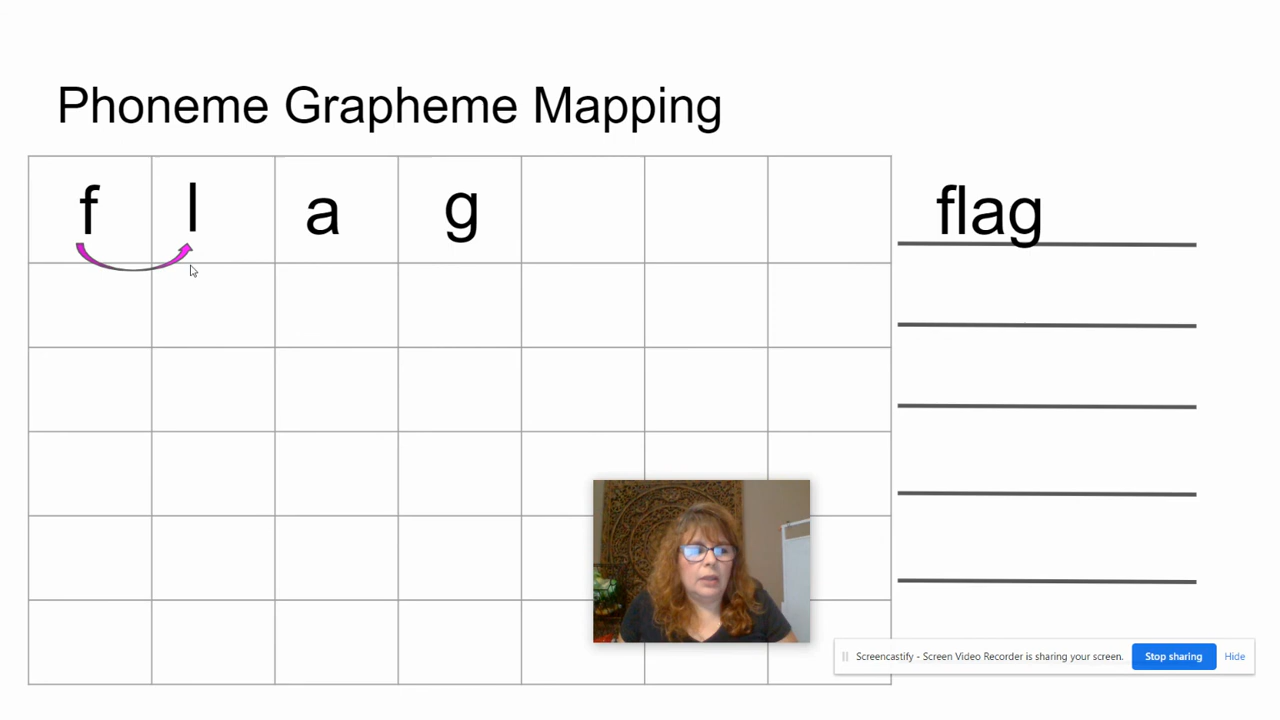 Phoneme Grapheme Mapping
f l a g flag
Screencastify - Screen Video Recorder is sharing your screen. Stop sharing Hide